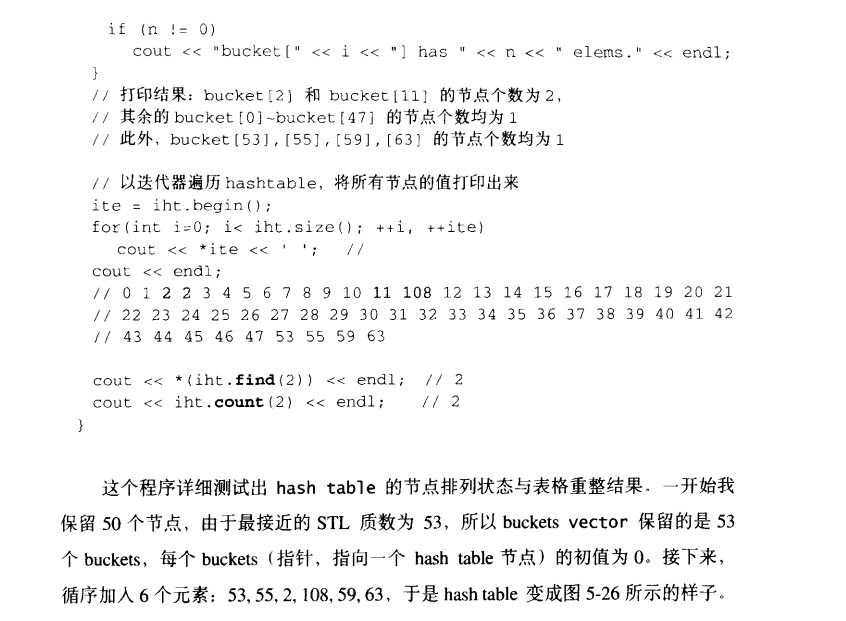 if (n != 0)
cout << "bucket[" << i << "] has " << n << " elems." << endl;
}
// 打印结果：bucket[2] 和 bucket[11] 的节点个数为 2，
// 其余的 bucket[0]~bucket[47] 的节点个数均为 1
// 此外，bucket[53],[55],[59],[63] 的节点个数均为 1
// 以迭代器遍历 hashtable，将所有节点的值打印出来
ite = iht.begin();
for(int i=0; i< iht.size(); ++i, ++ite)
cout << *ite << ' '; //
cout << endl;
// 0 1 2 2 3 4 5 6 7 8 9 10 11 108 12 13 14 15 16 17 18 19 20 21
// 22 23 24 25 26 27 28 29 30 31 32 33 34 35 36 37 38 39 40 41 42
// 43 44 45 46 47 53 55 59 63
cout << *(iht.find(2)) << endl; // 2
cout << iht.count(2) << endl; // 2
}
这个程序详细测试出 hash table 的节点排列状态与表格重整结果。一开始我
保留 50 个节点，由于最接近的 STL 质数为 53，所以 buckets vector 保留的是 53
个 buckets，每个 buckets（指针，指向一个 hash table 节点）的初值为 0。接下来，
循序加入 6 个元素：53, 55, 2, 108, 59, 63，于是 hash table 变成图 5-26 所示的样子。